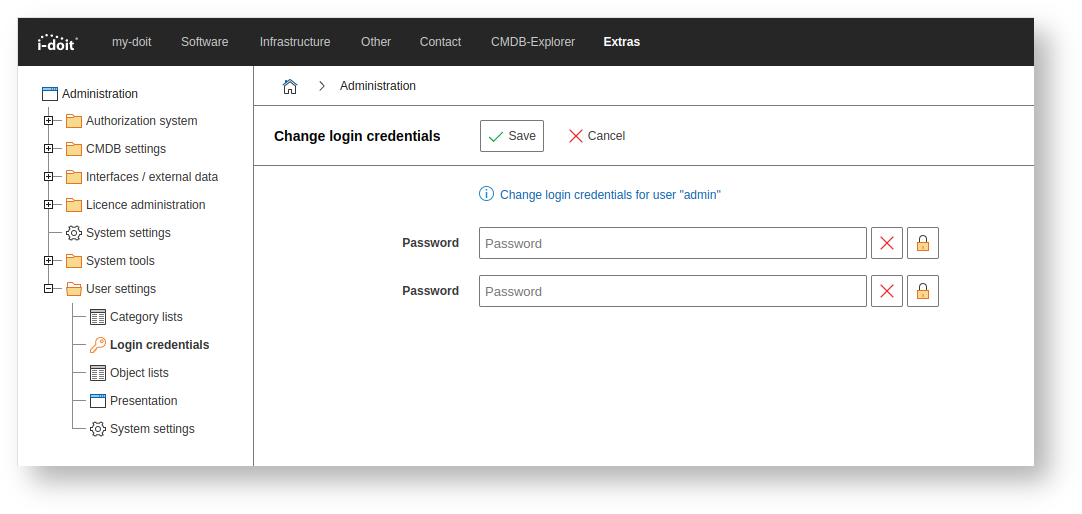 i-doit my-doit Software Infrastructure Other Contact CMDB-Explorer Extras
Administration
Authorization system
CMDB settings
Interfaces / external data
Licence administration
System settings
System tools
User settings
Category lists
Login credentials
Object lists
Presentation
System settings
Administration
Change login credentials Save Cancel
Change login credentials for user "admin"
Password Password
Password Password